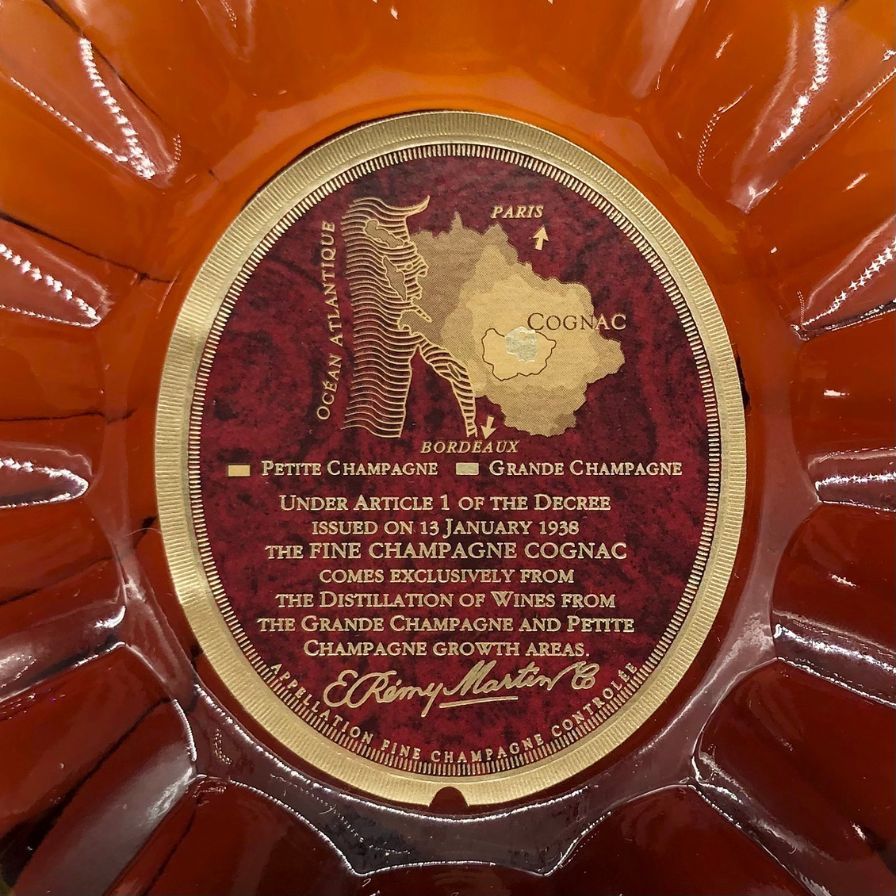 PARIS
OCÉAN ATLANTIQUE
COGNAC
BORDEAUX
PETITE CHAMPAGNE GRANDE CHAMPAGNE
UNDER ARTICLE 1 OF THE DECREE
ISSUED ON 13 JANUARY 1938
THE FINE CHAMPAGNE COGNAC
COMES EXCLUSIVELY FROM
THE DISTILLATION OF WINES FROM
THE GRANDE CHAMPAGNE AND PETITE
CHAMPAGNE GROWTH AREAS.
E. Rémy Martin & Co
APPELLATION FINE CHAMPAGNE CONTROLÉE